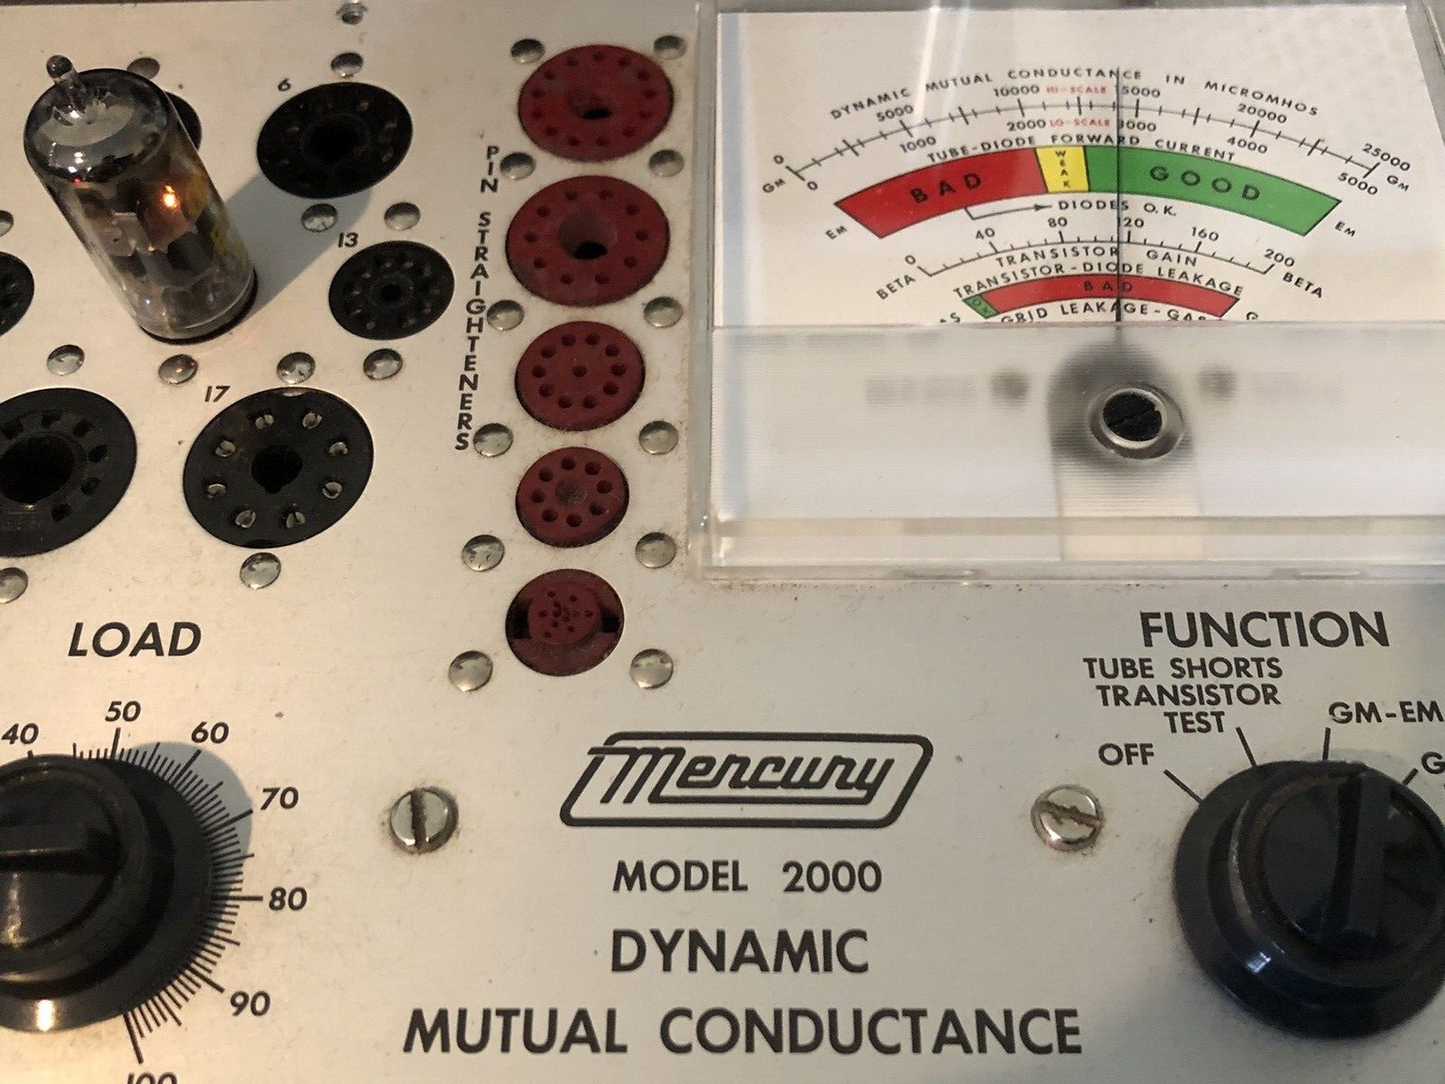 6
13
17
PIN STRAIGHTENERS
DYNAMIC MUTUAL CONDUCTANCE IN MICROMHOS
0 5000 10000 HI-SCALE 15000 20000 25000
GM GM
0 1000 2000 LO-SCALE 3000 4000 5000
TUBE-DIODE FORWARD CURRENT
EM BAD WEAK GOOD EM
DIODES O.K.
0 40 80 120 160 200
BETA TRANSISTOR GAIN BETA
TRANSISTOR-DIODE LEAKAGE
BAD
GRID LEAKAGE-GAS
LOAD
40 50 60 70 80 90 100
FUNCTION
TUBE SHORTS
TRANSISTOR
TEST
OFF
GM-EM
G
Mercury
MODEL 2000
DYNAMIC
MUTUAL CONDUCTANCE